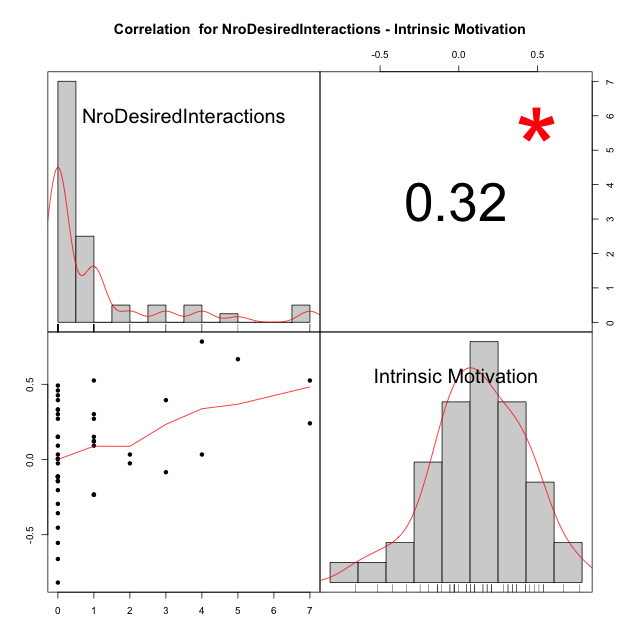 Correlation  for NroDesiredInteractions - Intrinsic Motivation
-0.5 0.0 0.5
NroDesiredInteractions
*
0.32
7
6
5
4
3
2
1
0
Intrinsic Motivation
0.5
0.0
-0.5
0 1 2 3 4 5 6 7